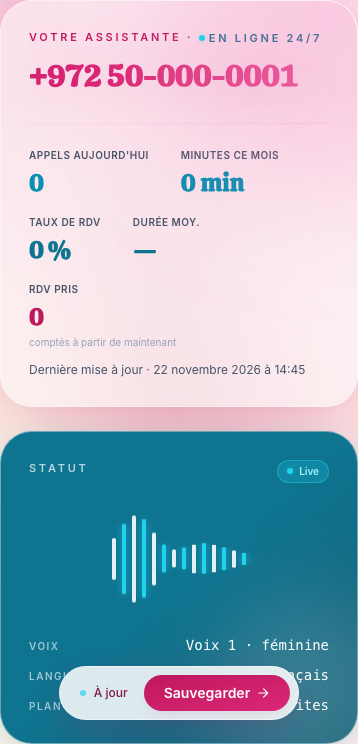 VOTRE ASSISTANTE · EN LIGNE 24/7
+972 50-000-0001
APPELS AUJOURD'HUI MINUTES CE MOIS
0 0 min
TAUX DE RDV DURÉE MOY.
0 % —
RDV PRIS
0
comptés à partir de maintenant
Dernière mise à jour · 22 novembre 2026 à 14:45
STATUT Live
VOIX Voix 1 · féminine
À jour Sauvegarder →